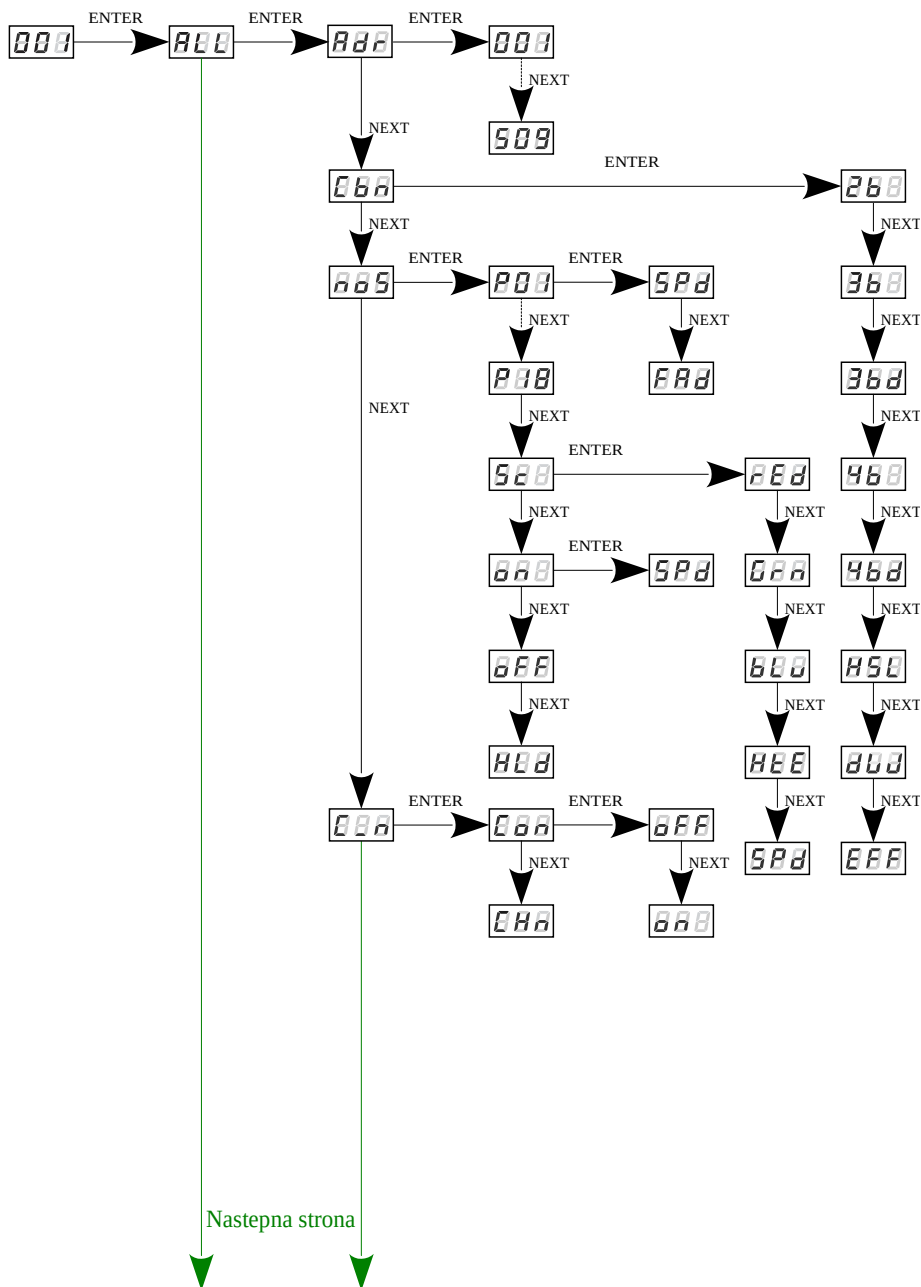 ENTER ENTER ENTER
001 ALL Adr 001
NEXT
S09
NEXT
ENTER
Cbn 2b
NEXT NEXT
ENTER ENTER
noS P01 SPd 3b
NEXT NEXT NEXT
P18 FAd 3bd
NEXT NEXT NEXT
ENTER
Sc rEd 4b
NEXT NEXT NEXT
ENTER
on SPd Grn 4bd
NEXT NEXT NEXT
oFF bLu HSL
NEXT NEXT NEXT
HLd HtE dUJ
ENTER ENTER NEXT NEXT
C_n Con oFF
NEXT NEXT
SPd EFF
CHn on
Nastepna strona